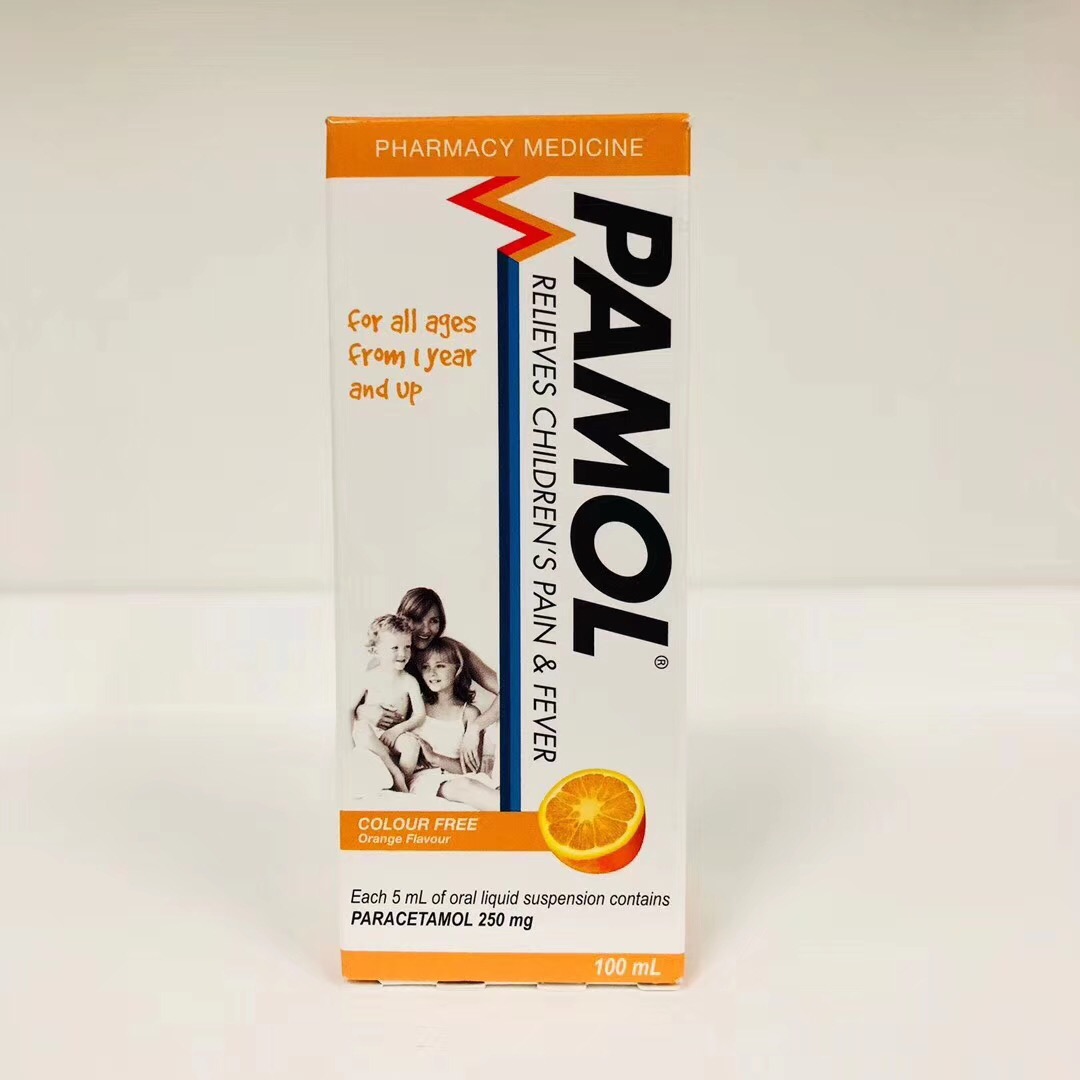 PHARMACY MEDICINE
PAMOL®
RELIEVES CHILDREN'S PAIN & FEVER
for all ages
from 1 year
and up
COLOUR FREE
Orange Flavour
Each 5 mL of oral liquid suspension contains
PARACETAMOL 250 mg
100 mL